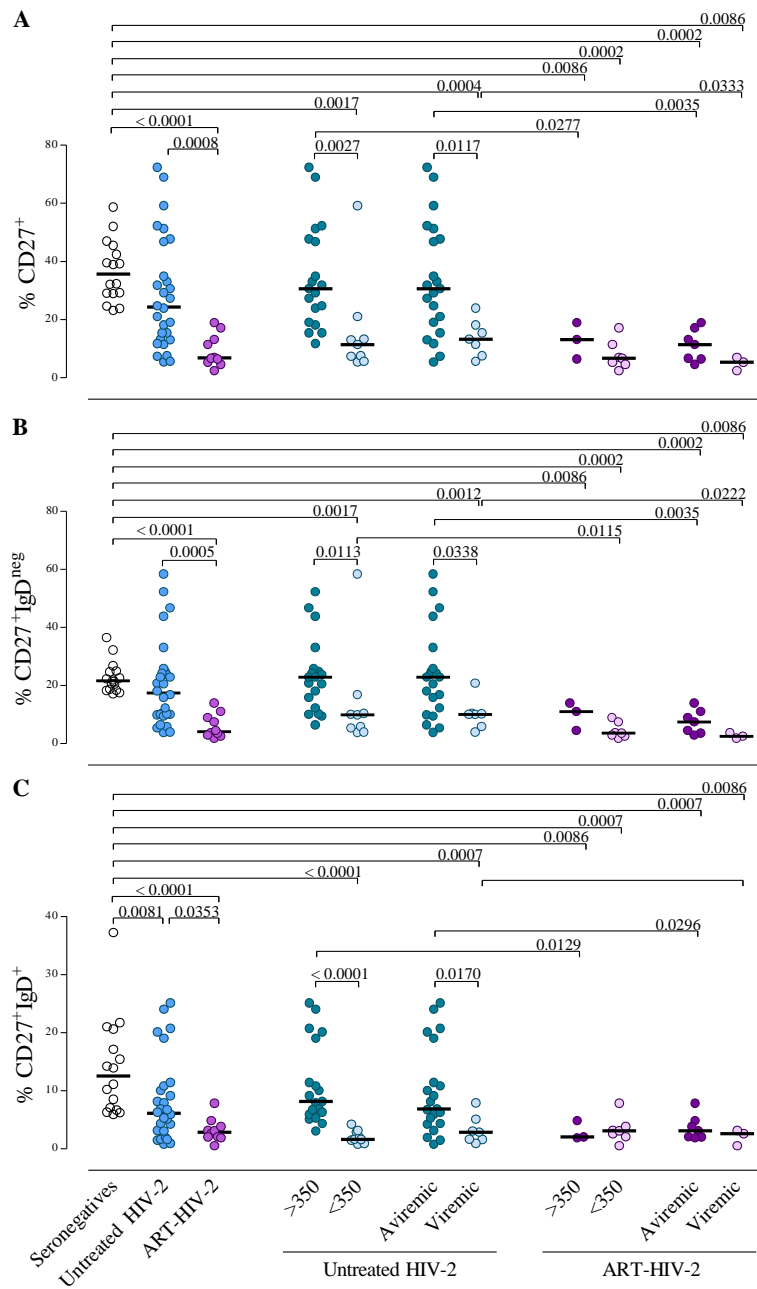 A
0.0086
0.0002
0.0002
0.0086
0.0004 0.0333
0.0017 0.0035
< 0.0001 0.0277
0.0008 0.0027 0.0117
80
60
40
20
0
% CD27+
B
0.0086
0.0002
0.0002
0.0086
0.0012 0.0222
0.0017 0.0035
< 0.0001 0.0115
0.0005 0.0113 0.0338
80
60
40
20
0
% CD27+IgDneg
C
0.0086
0.0007
0.0007
0.0086
0.0007
< 0.0001
< 0.0001
0.0081 0.0353
0.0296
0.0129
< 0.0001 0.0170
40
30
20
10
0
% CD27+IgD+
Seronegatives
Untreated HIV-2
ART-HIV-2
>350
<350
Aviremic
Viremic
>350
<350
Aviremic
Viremic
Untreated HIV-2 ART-HIV-2